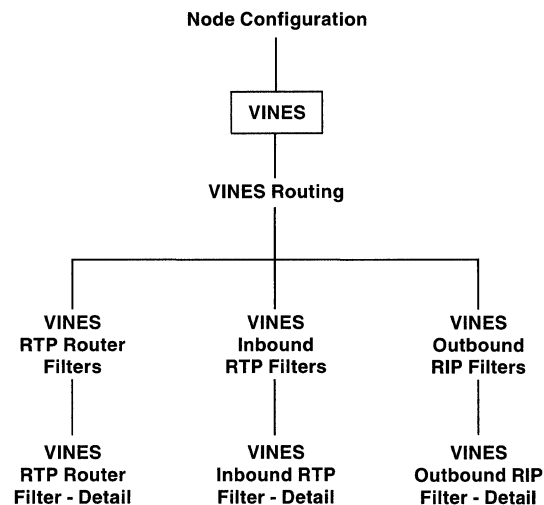 Node Configuration
VINES
VINES Routing
VINES
RTP Router
Filters
VINES
Inbound
RTP Filters
VINES
Outbound
RIP Filters
VINES
RTP Router
Filter - Detail
VINES
Inbound RTP
Filter - Detail
VINES
Outbound RIP
Filter - Detail